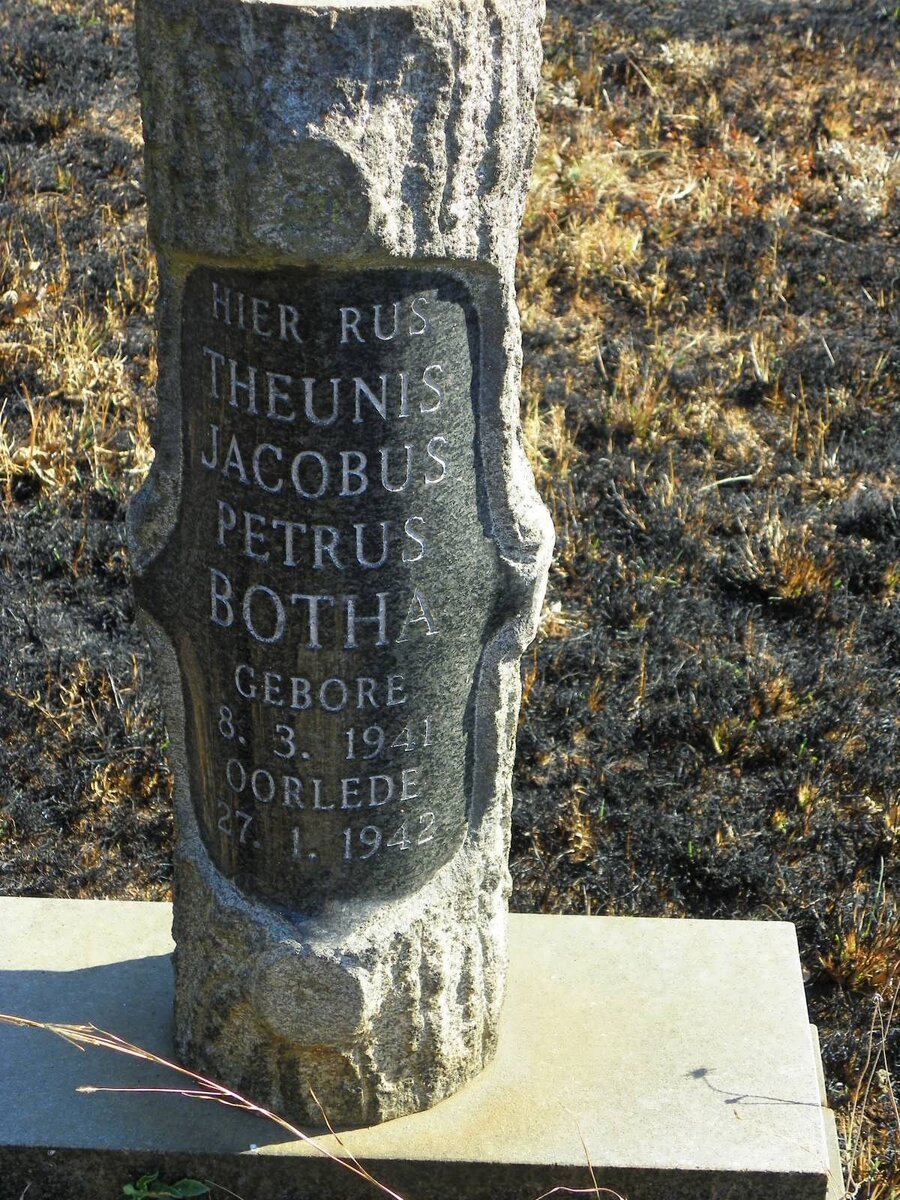 HIER RUS
THEUNIS
JACOBUS
PETRUS
BOTHA
GEBORE
8. 3. 1941
OORLEDE
27. 1. 1942